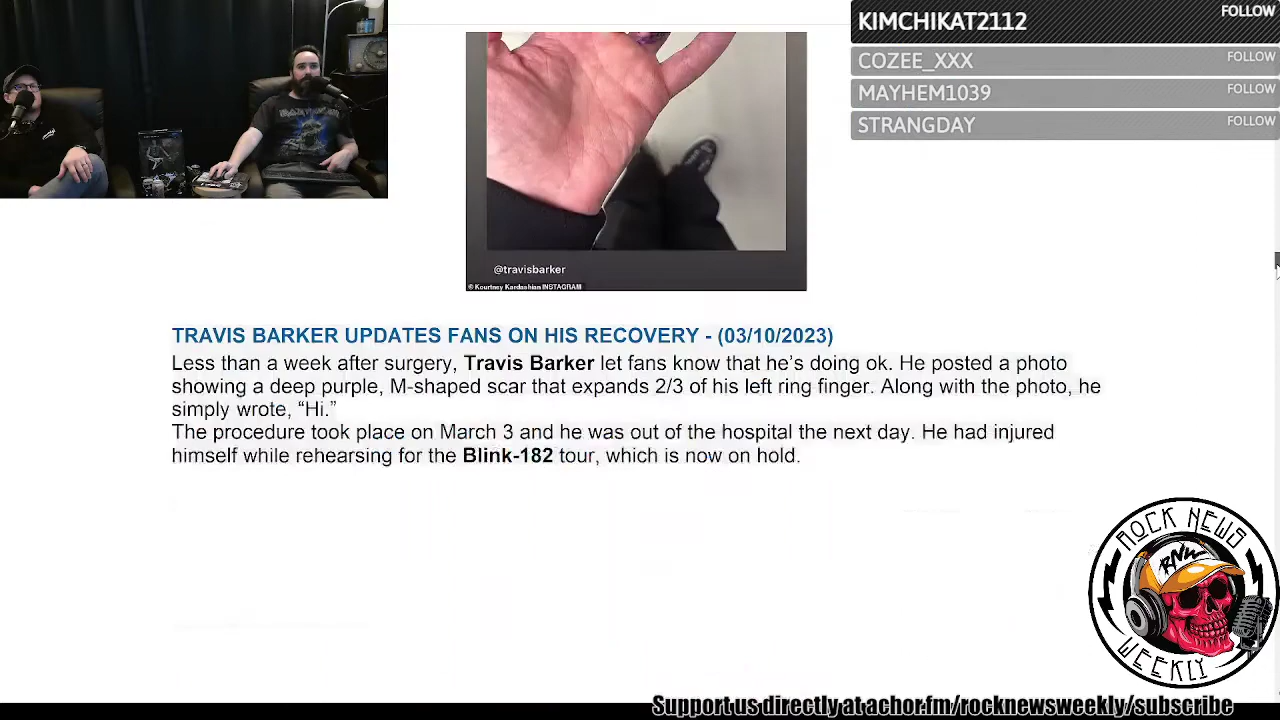 KIMCHIKAT2112 FOLLOW
COZEE_XXX FOLLOW
MAYHEM1039 FOLLOW
STRANGDAY FOLLOW
@travisbarker
© Kourtney Kardashian INSTAGRAM
TRAVIS BARKER UPDATES FANS ON HIS RECOVERY - (03/10/2023)
Less than a week after surgery, Travis Barker let fans know that he’s doing ok. He posted a photo
showing a deep purple, M-shaped scar that expands 2/3 of his left ring finger. Along with the photo, he
simply wrote, “Hi.”
The procedure took place on March 3 and he was out of the hospital the next day. He had injured
himself while rehearsing for the Blink-182 tour, which is now on hold.
ROCK NEWS
RNW
WEEKLY
Support us directly at achor.fm/rocknewsweekly/subscribe